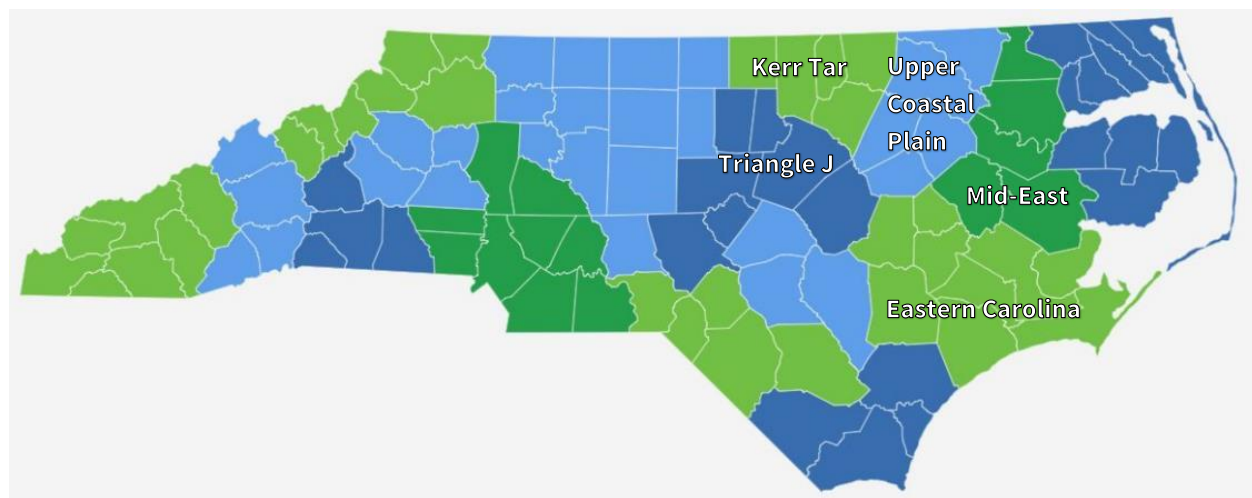 Kerr Tar
Upper
Coastal
Plain
Triangle J
Mid-East
Eastern Carolina